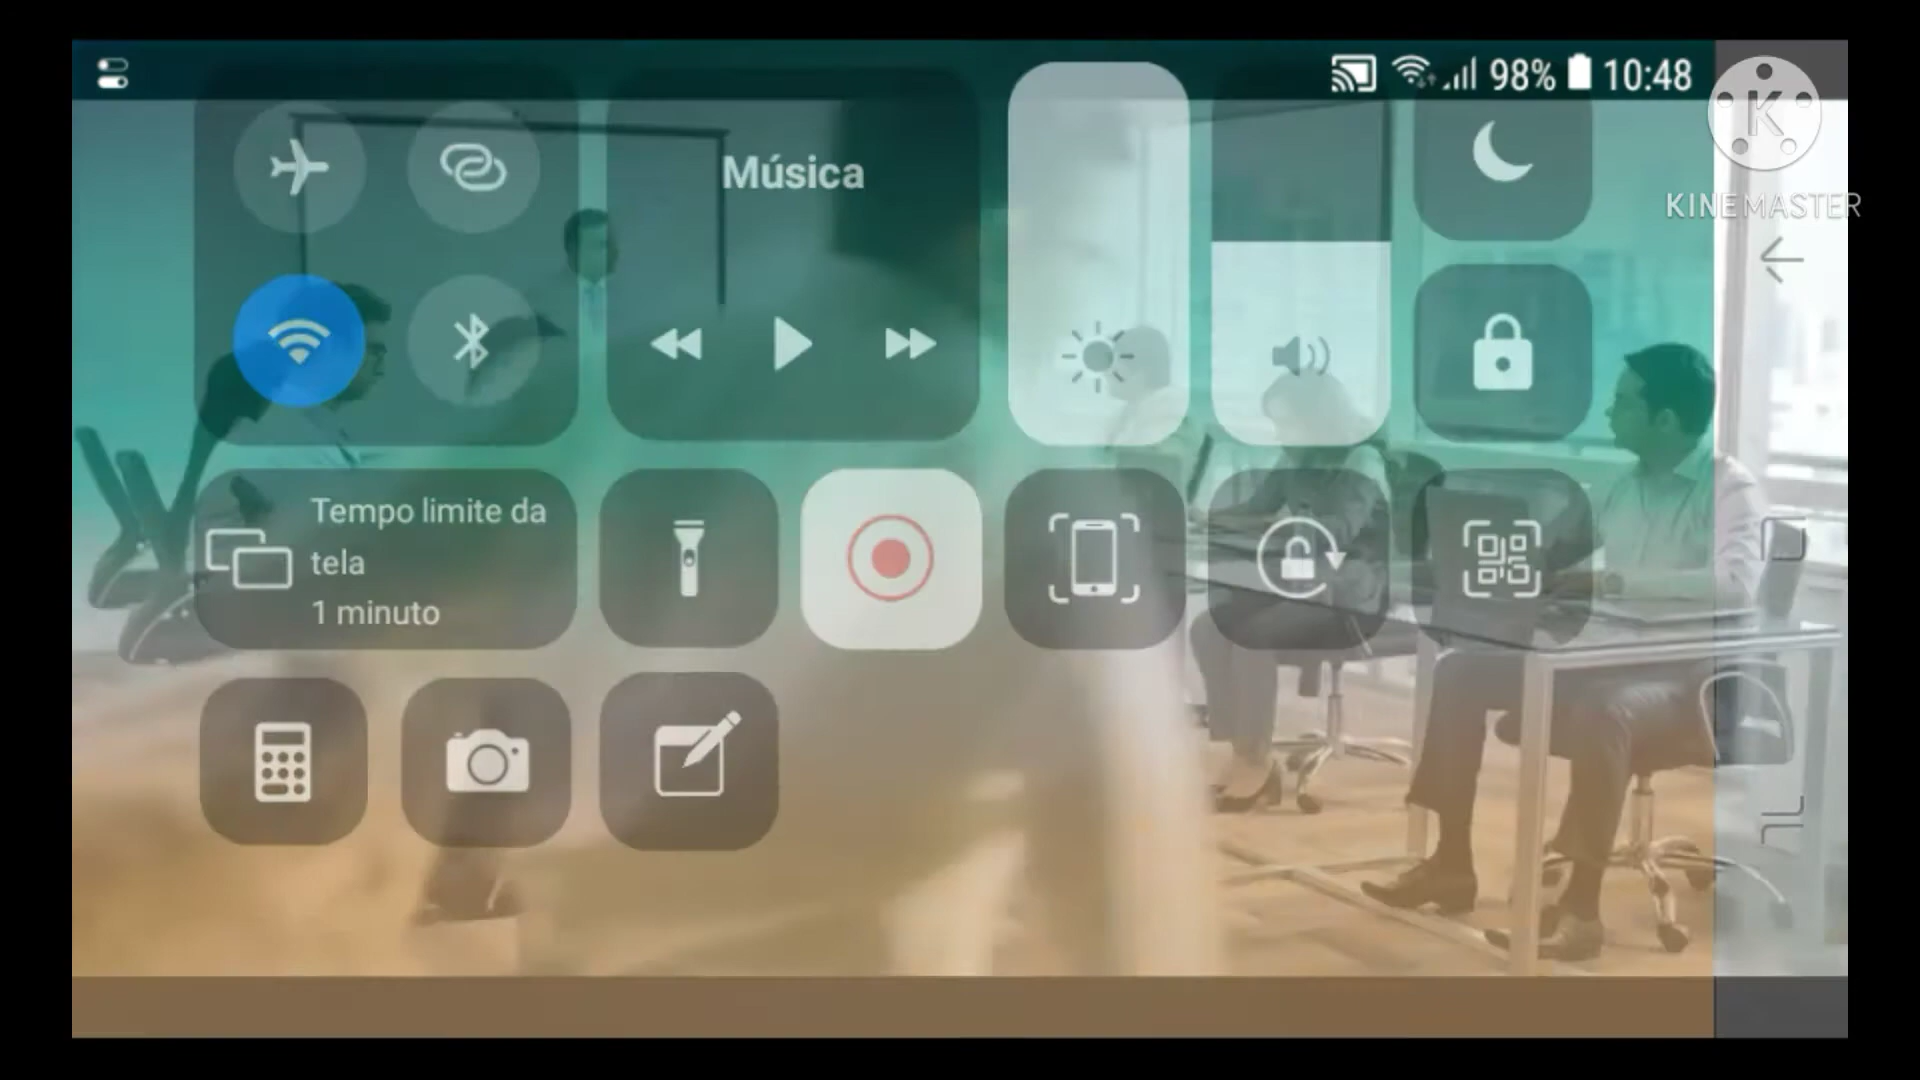 98% 10:48
K
KINEMASTER
Música
Tempo limite da
tela
1 minuto